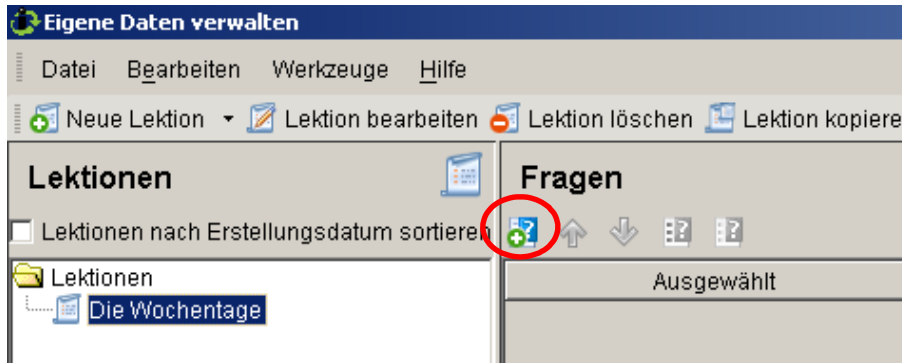 Eigene Daten verwalten
Datei Bearbeiten Werkzeuge Hilfe
Neue Lektion Lektion bearbeiten Lektion löschen Lektion kopiere
Lektionen
Fragen
Lektionen nach Erstellungsdatum sortieren
Lektionen
Ausgewählt
Die Wochentage